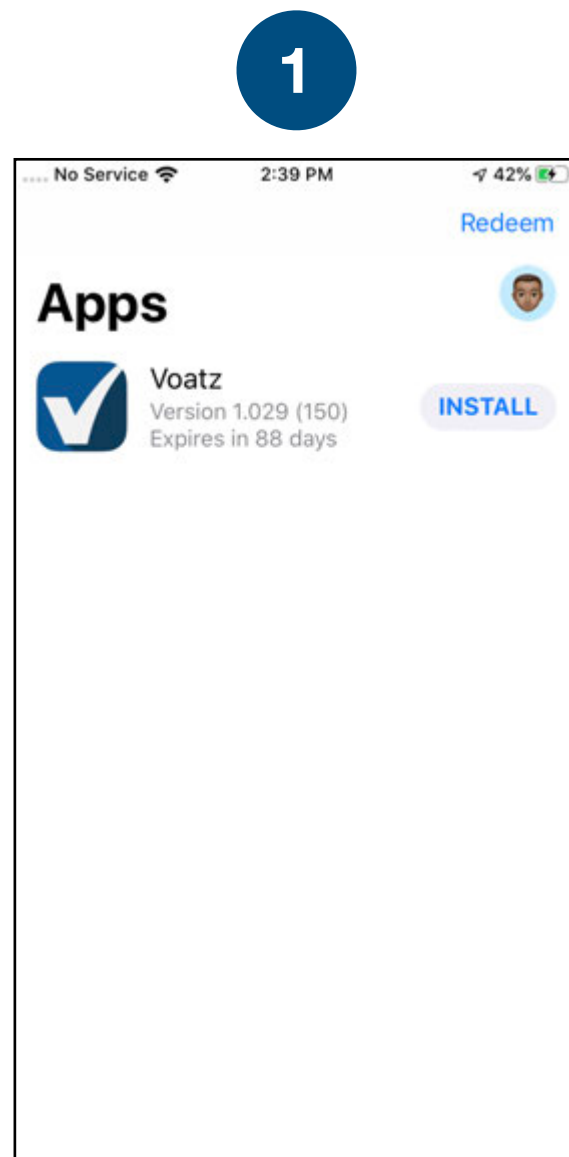 1
.... No Service 2:39 PM 42%
Redeem
Apps
Voatz
Version 1.029 (150)
Expires in 88 days
INSTALL